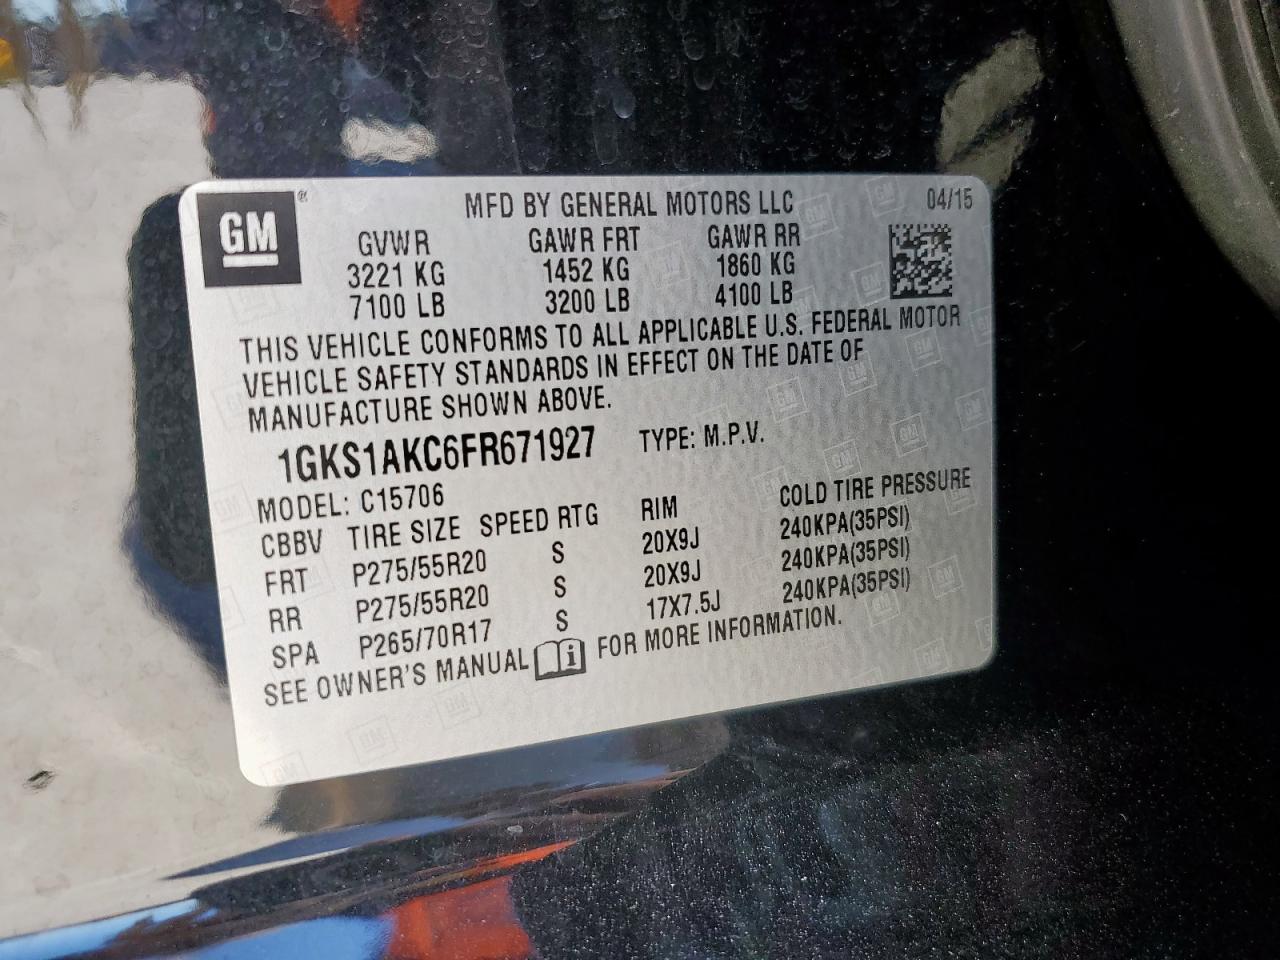 GM ®
MFD BY GENERAL MOTORS LLC 04/15
GVWR GAWR FRT GAWR RR
3221 KG 1452 KG 1860 KG
7100 LB 3200 LB 4100 LB
THIS VEHICLE CONFORMS TO ALL APPLICABLE U.S. FEDERAL MOTOR
VEHICLE SAFETY STANDARDS IN EFFECT ON THE DATE OF
MANUFACTURE SHOWN ABOVE.
1GKS1AKC6FR671927 TYPE: M.P.V.
MODEL: C15706
CBBV TIRE SIZE SPEED RTG RIM COLD TIRE PRESSURE
FRT P275/55R20 S 20X9J 240KPA(35PSI)
RR P275/55R20 S 20X9J 240KPA(35PSI)
SPA P265/70R17 S 17X7.5J 240KPA(35PSI)
SEE OWNER'S MANUAL i FOR MORE INFORMATION.